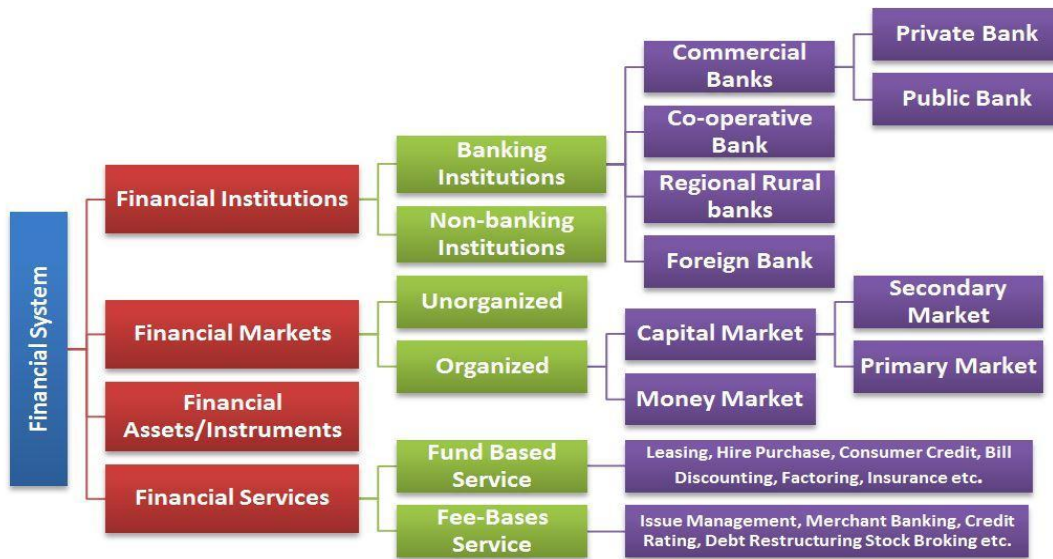 Financial System
Financial Institutions
Banking
Institutions
Commercial
Banks
Private Bank
Public Bank
Co-operative
Bank
Regional Rural
banks
Foreign Bank
Non-banking
Institutions
Financial
Markets
Unorganized
Organized
Capital Market
Secondary
Market
Primary Market
Money Market
Financial
Assets/Instruments
Financial Services
Fund Based
Service
Leasing, Hire Purchase, Consumer Credit, Bill
Discounting, Factoring, Insurance etc.
Fee-Bases
Service
Issue Management, Merchant Banking, Credit
Rating, Debt Restructuring Stock Broking etc.